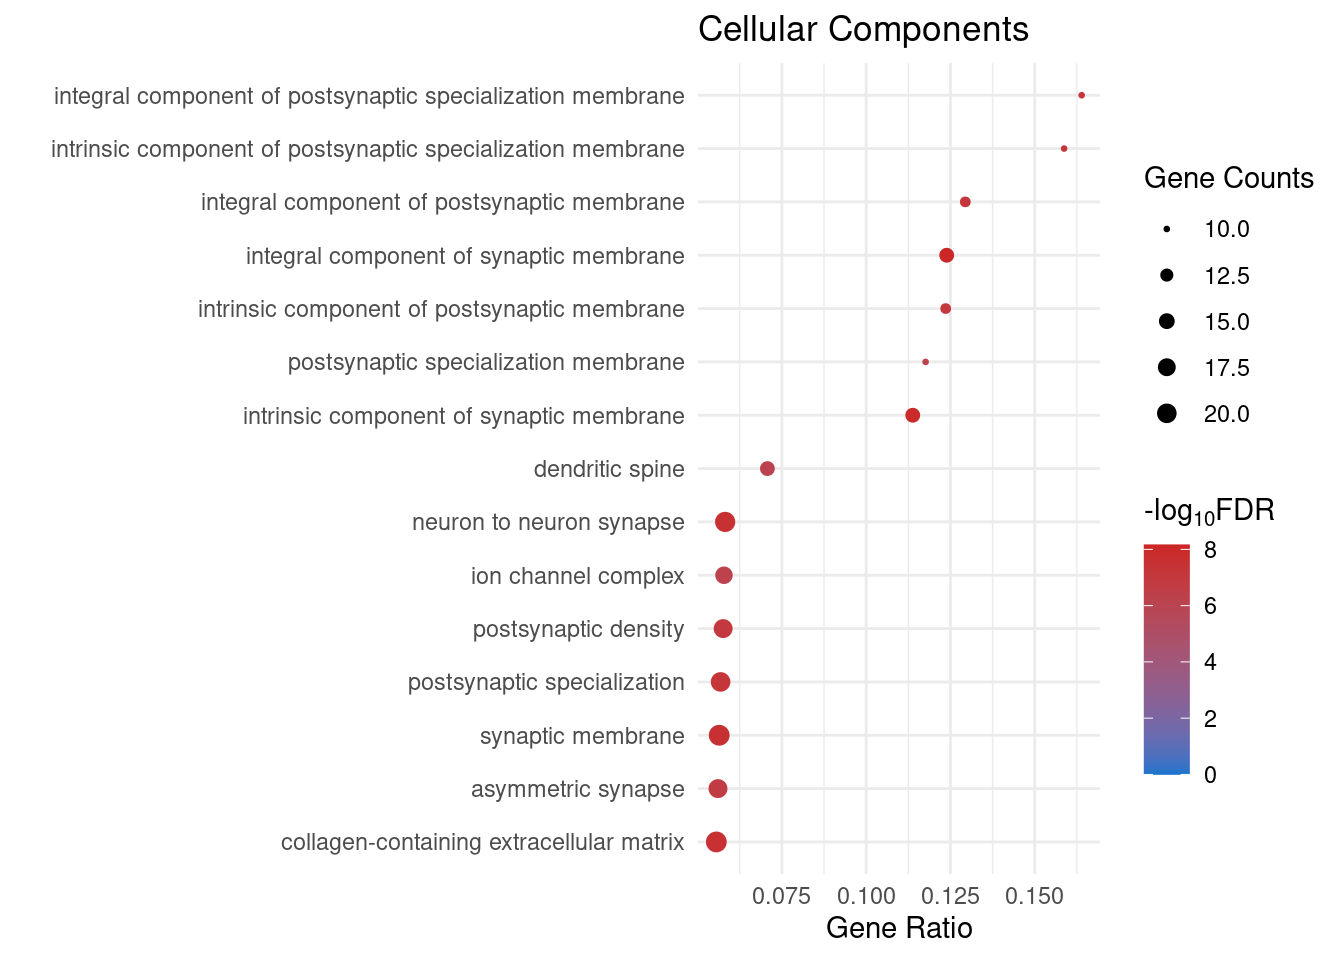 Cellular Components
integral component of postsynaptic specialization membrane
intrinsic component of postsynaptic specialization membrane
integral component of postsynaptic membrane
integral component of synaptic membrane
intrinsic component of postsynaptic membrane
postsynaptic specialization membrane
intrinsic component of synaptic membrane
dendritic spine
neuron to neuron synapse
ion channel complex
postsynaptic density
postsynaptic specialization
synaptic membrane
asymmetric synapse
collagen-containing extracellular matrix
0.075 0.100 0.125 0.150
Gene Ratio
Gene Counts
10.0
12.5
15.0
17.5
20.0
-log₁₀FDR
8
6
4
2
0